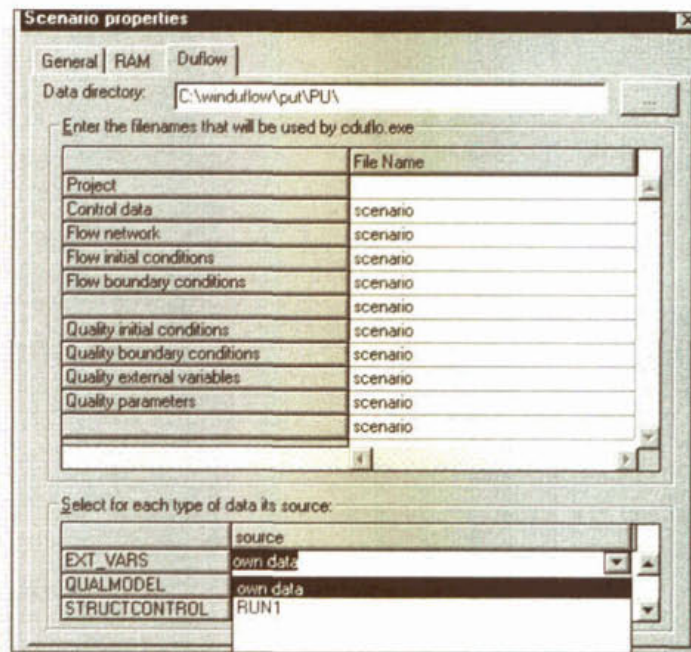 Scenario properties
General RAM Duflow
Data directory: C:\winduflow\put\PU\ ...
Enter the filenames that will be used by cduflo.exe
File Name
Project
Control data scenario
Flow network scenario
Flow initial conditions scenario
Flow boundary conditions scenario
scenario
Quality initial conditions scenario
Quality boundary conditions scenario
Quality external variables scenario
Quality parameters scenario
scenario
Select for each type of data its source:
source
EXT_VARS own data
QUALMODEL own data
STRUCTCONTROL RUN1